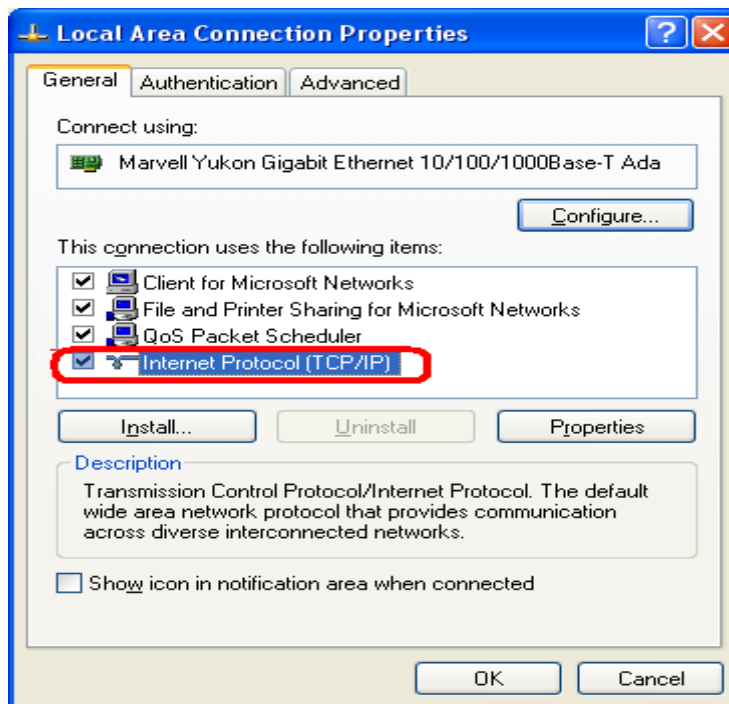 Local Area Connection Properties
General Authentication Advanced
Connect using:
Marvell Yukon Gigabit Ethernet 10/100/1000Base-T Ada
Configure...
This connection uses the following items:
Client for Microsoft Networks
File and Printer Sharing for Microsoft Networks
QoS Packet Scheduler
Internet Protocol (TCP/IP)
Install... Uninstall Properties
Description
Transmission Control Protocol/Internet Protocol. The default
wide area network protocol that provides communication
across diverse interconnected networks.
Show icon in notification area when connected
OK Cancel